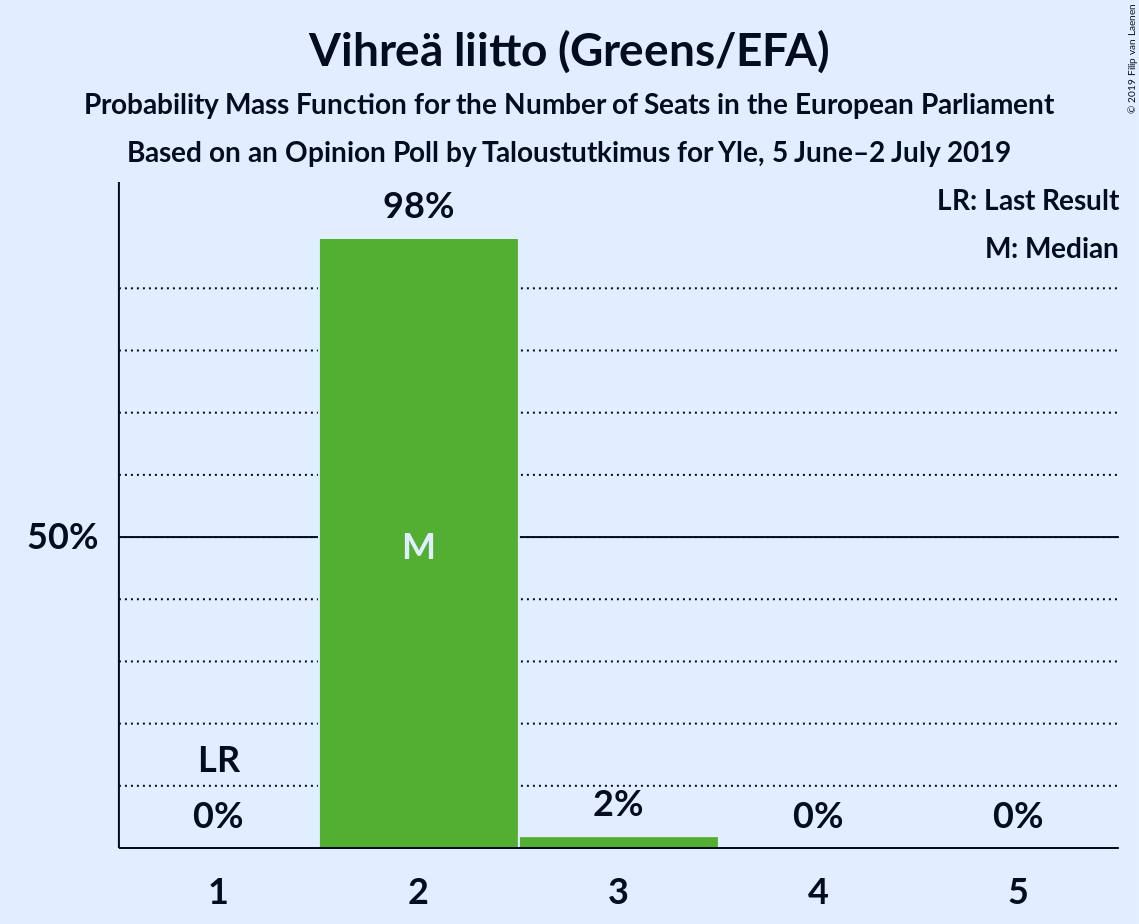 Vihreä liitto (Greens/EFA)
Probability Mass Function for the Number of Seats in the European Parliament
Based on an Opinion Poll by Taloustutkimus for Yle, 5 June–2 July 2019
© 2019 Filip van Laenen
LR: Last Result
M: Median
98%
50%
M
LR
0%
2%
0%
0%
1 2 3 4 5